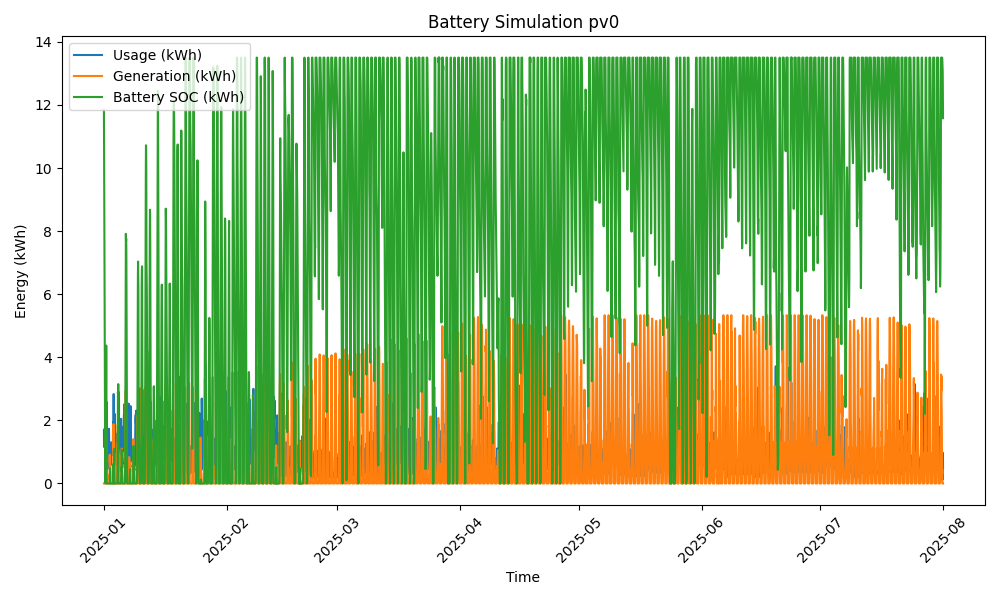 Battery Simulation pv0
Usage (kWh)
Generation (kWh)
Battery SOC (kWh)
Energy (kWh)
14
12
10
8
6
4
2
0
2025-01
2025-02
2025-03
2025-04
2025-05
2025-06
2025-07
2025-08
Time